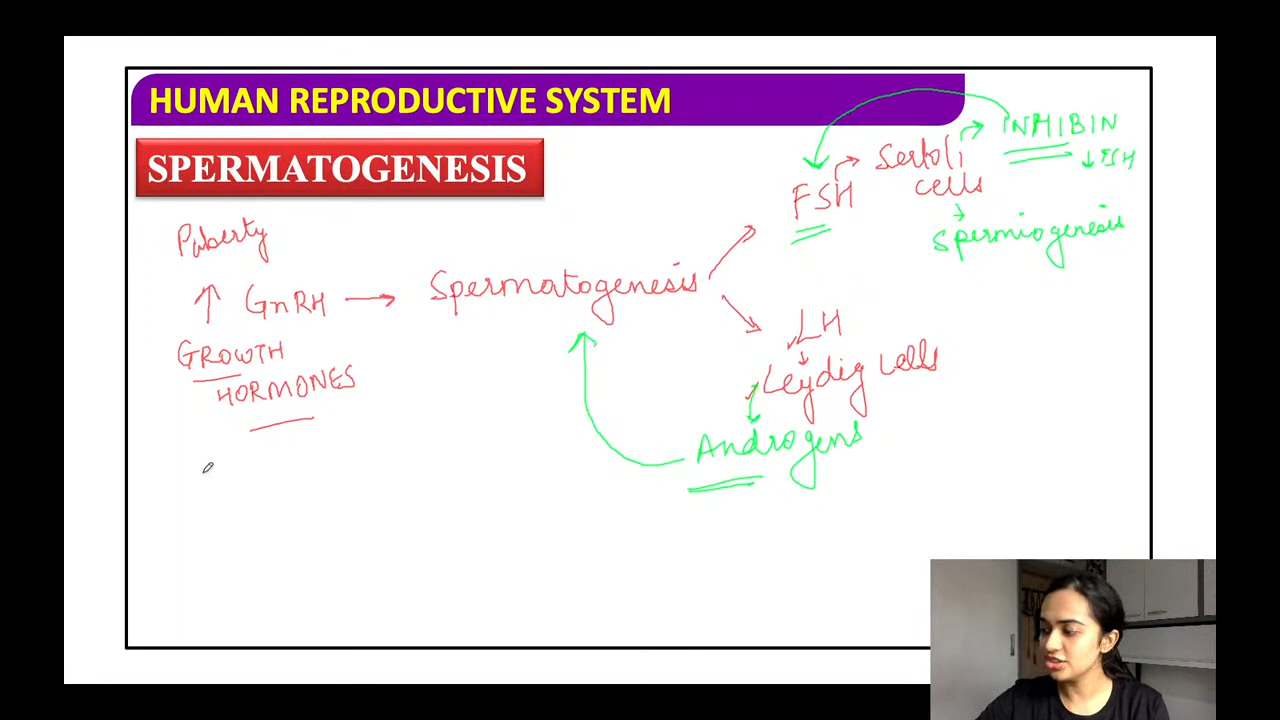 HUMAN REPRODUCTIVE SYSTEM
SPERMATOGENESIS
INHIBIN
↓ FSH
Sertoli
cells
FSH
Spermiogenesis
Puberty
↑ GnRH → Spermatogenesis
GROWTH
HORMONES
LH
Leydig cells
Androgens